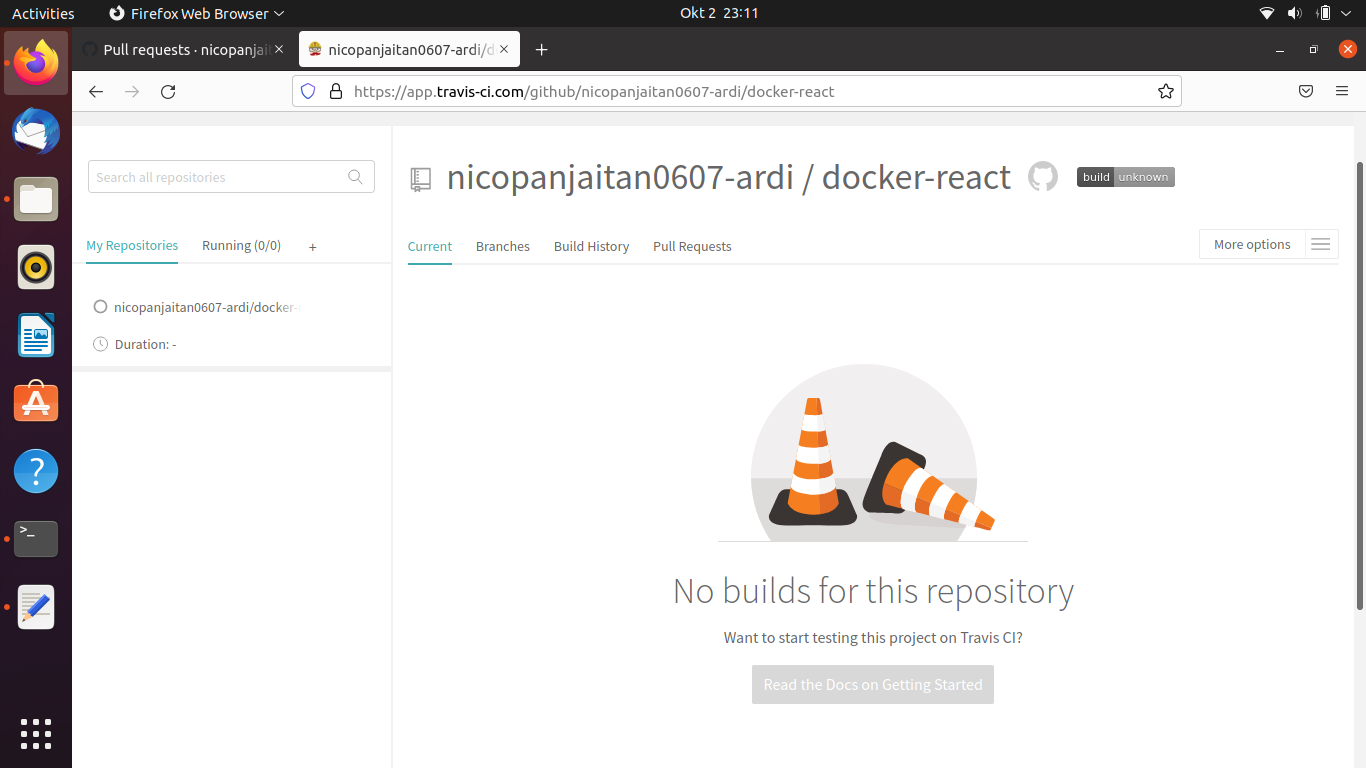 Activities
Firefox Web Browser
Okt 2 23:11
Pull requests · nicopanjait
nicopanjaitan0607-ardi/d
https://app.travis-ci.com/github/nicopanjaitan0607-ardi/docker-react
Search all repositories
My Repositories
Running (0/0)
+
nicopanjaitan0607-ardi/docker-
Duration: -
nicopanjaitan0607-ardi / docker-react
build unknown
Current
Branches
Build History
Pull Requests
More options
No builds for this repository
Want to start testing this project on Travis CI?
Read the Docs on Getting Started